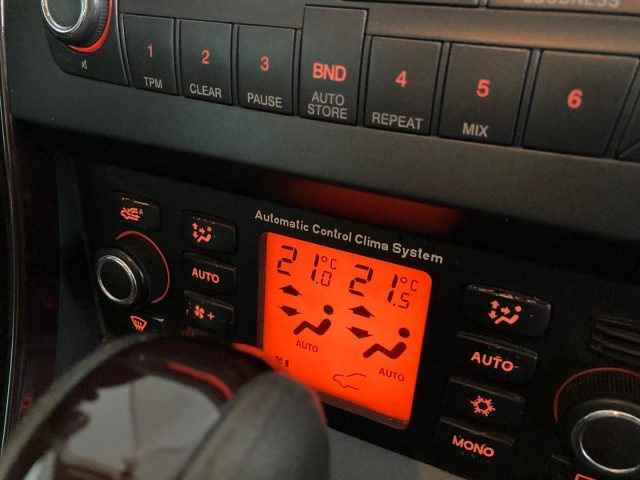 LOUDNESS
1 2 3 BND 4 5 6
TPM CLEAR PAUSE AUTO STORE REPEAT MIX
Automatic Control Clima System
21.0 °C 21.5 °C
AUTO
AUTO AUTO
AUTO
MONO